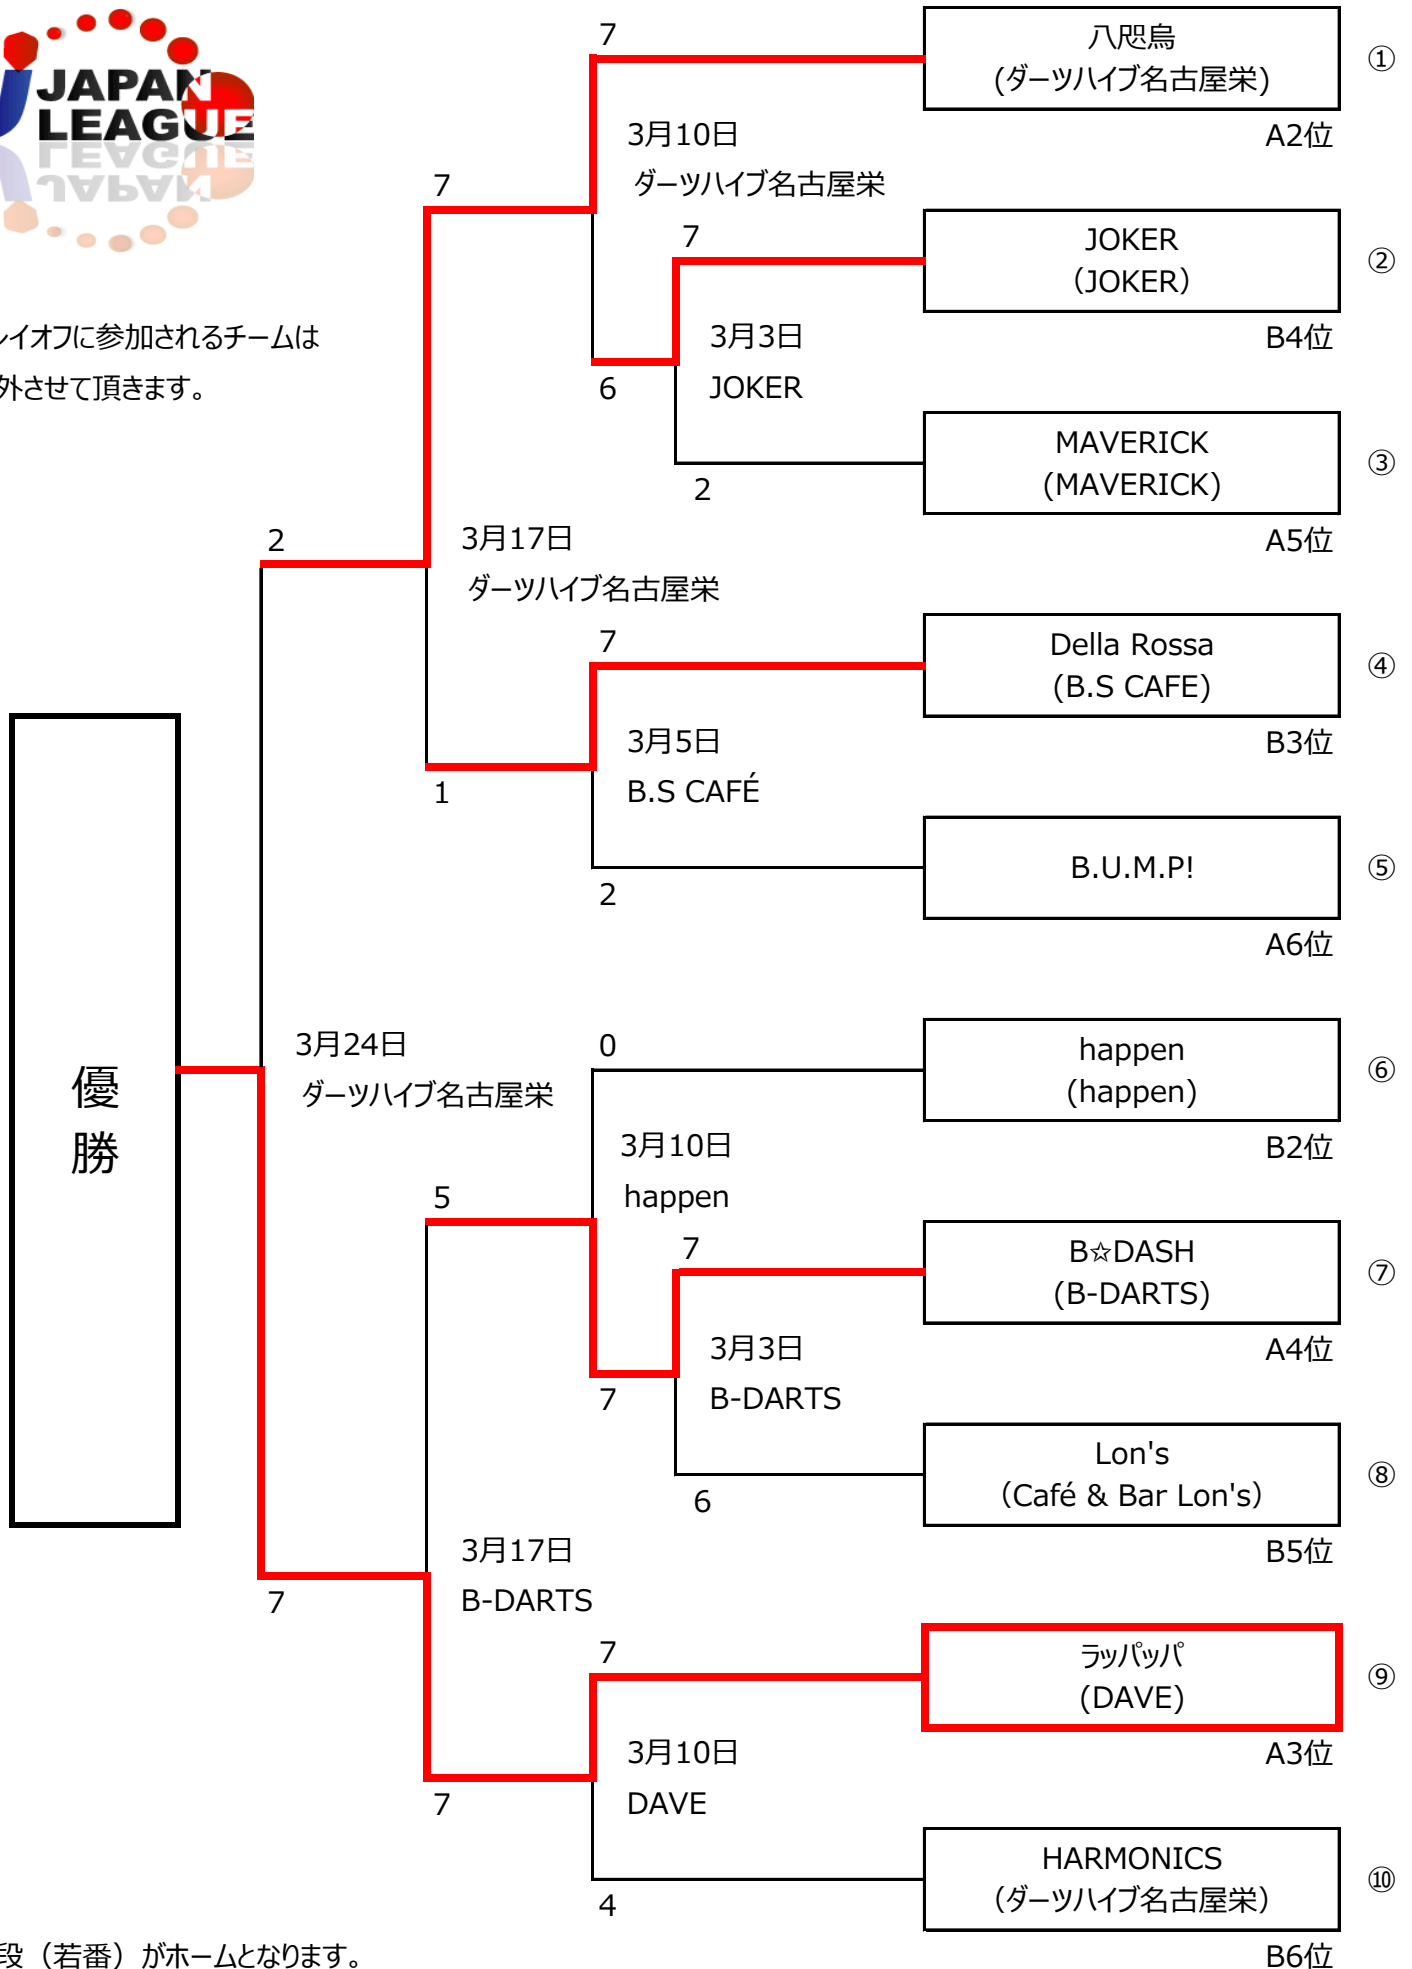 JAPAN
LEAGUE
レイオフに参加されるチームは
外させて頂きます。
7
八咫烏
(ダーツハイブ名古屋栄)
①
A2位
3月10日
ダーツハイブ名古屋栄
7
7
JOKER
(JOKER)
②
B4位
3月3日
JOKER
6
MAVERICK
(MAVERICK)
③
A5位
2
2
3月17日
ダーツハイブ名古屋栄
7
Della Rossa
(B.S CAFE)
④
B3位
3月5日
B.S CAFÉ
1
B.U.M.P!
⑤
A6位
2
優
勝
3月24日
ダーツハイブ名古屋栄
0
happen
(happen)
⑥
B2位
3月10日
happen
5
7
B☆DASH
(B-DARTS)
⑦
A4位
3月3日
B-DARTS
7
Lon's
(Café & Bar Lon's)
⑧
B5位
6
3月17日
B-DARTS
7
7
ラッパッパ
(DAVE)
⑨
A3位
3月10日
DAVE
7
HARMONICS
(ダーツハイブ名古屋栄)
⑩
B6位
4
段（若番）がホームとなります。